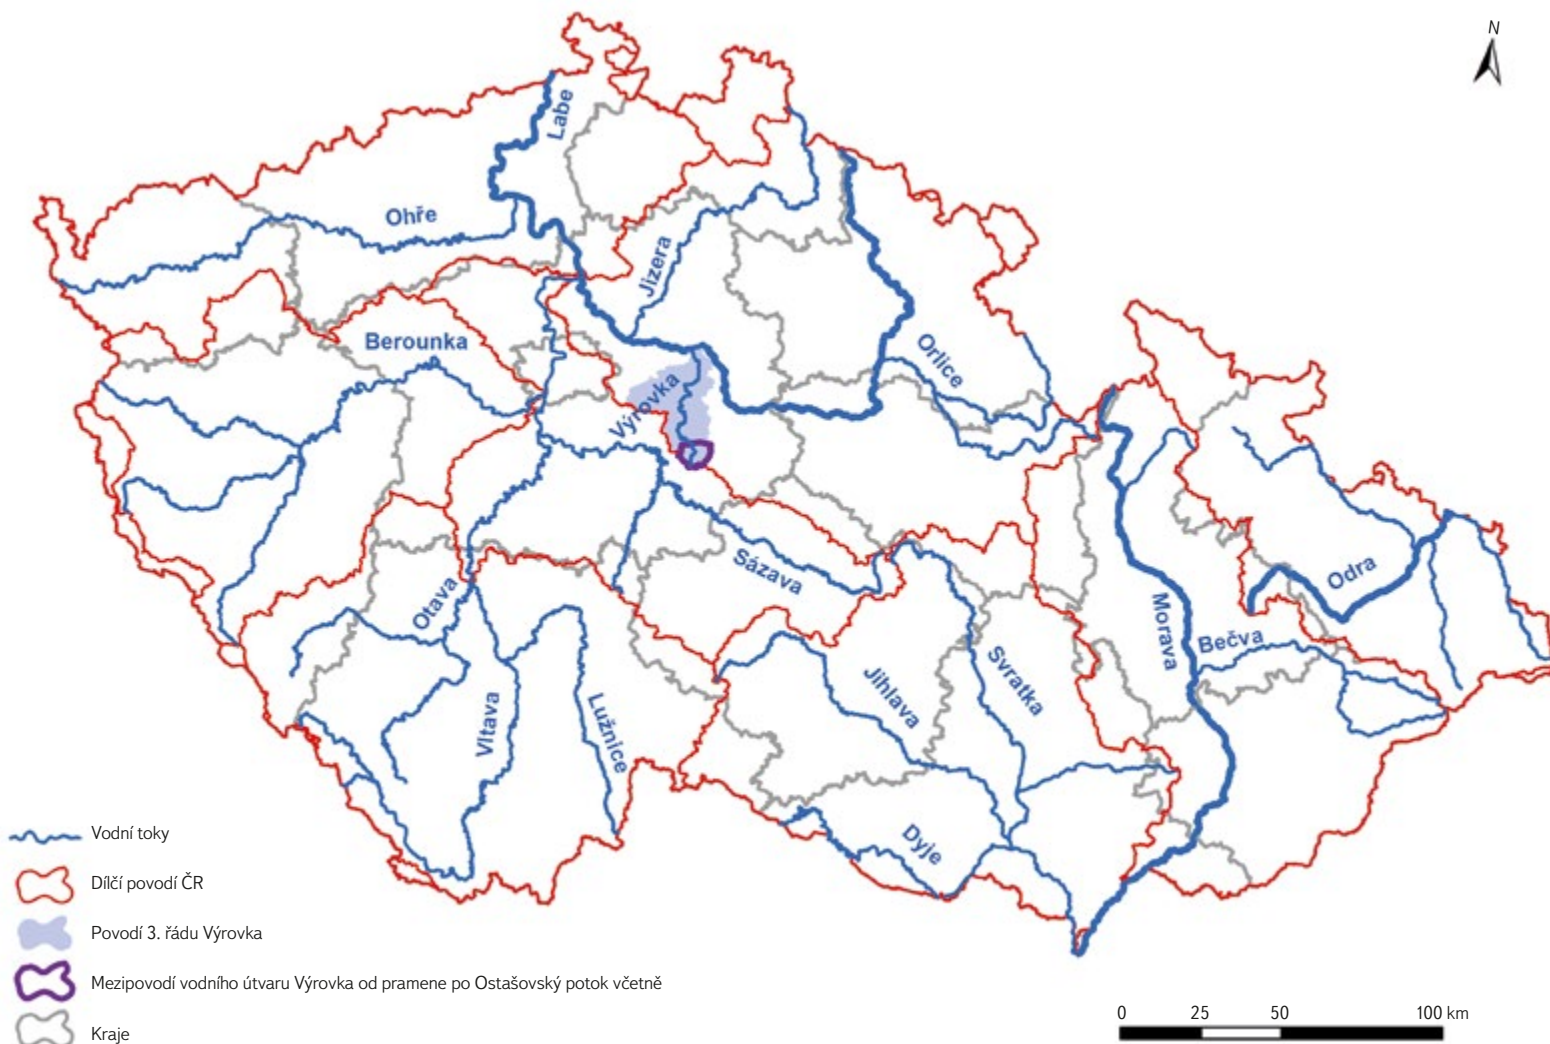 N
Labe
Ohře
Jizera
Berounka
Orlice
Výrovka
Sázava
Odra
Otava
Morava
Bečva
Svratka
Jihlava
Vltava
Lužnice
Dyje
Vodní toky
Dílčí povodí ČR
Povodí 3. řádu Výrovka
Mezipovodí vodního útvaru Výrovka od pramene po Ostašovský potok včetně
Kraje
0 25 50 100 km